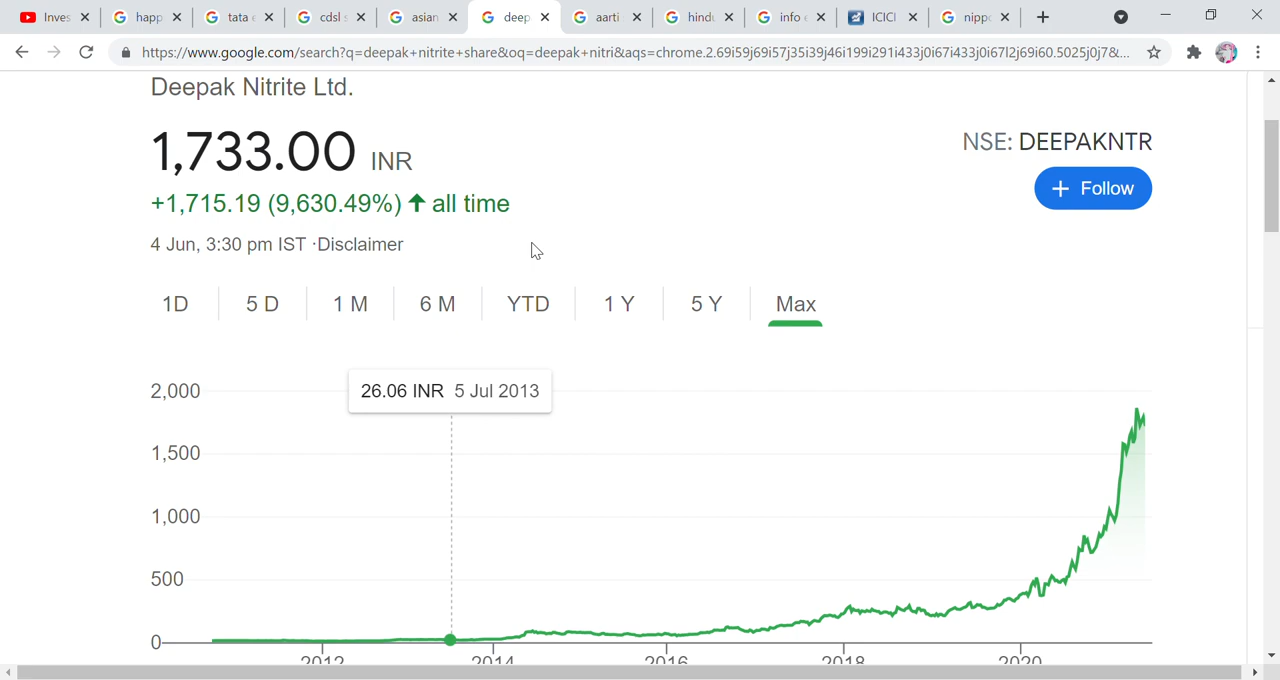 Inves
happ
tata e
cdsl s
asian
deep
aarti
hindu
info e
ICICI
nippo
https://www.google.com/search?q=deepak+nitrite+share&oq=deepak+nitri&aqs=chrome.2.69i59j69i57j35i39j46i199i291i433j0i67i433j0i67l2j69i60.5025j0j7&...
Deepak Nitrite Ltd.
1,733.00 INR
NSE: DEEPAKNTR
+ Follow
+1,715.19 (9,630.49%) ↑ all time
4 Jun, 3:30 pm IST ·Disclaimer
1D 5 D 1 M 6 M YTD 1 Y 5 Y Max
26.06 INR 5 Jul 2013
2,000
1,500
1,000
500
0
2012 2014 2016 2018 2020